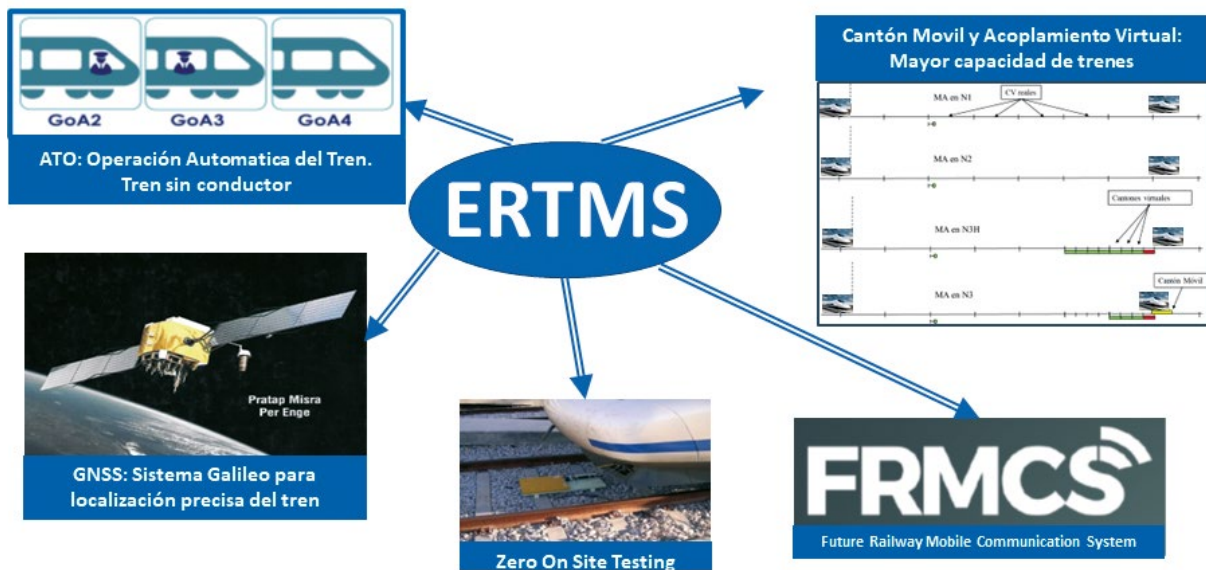 GoA2
GoA3
GoA4
ATO: Operación Automatica del Tren.
Tren sin conductor
ERTMS
Cantón Movil y Acoplamiento Virtual:
Mayor capacidad de trenes
CV reales
MA en N1
MA en N2
Cantones virtuales
MA en N3H
Cantón Móvil
MA en N3
Pratap Misra
Per Enge
GNSS: Sistema Galileo para
localización precisa del tren
Zero On Site Testing
FRMCS
Future Railway Mobile Communication System